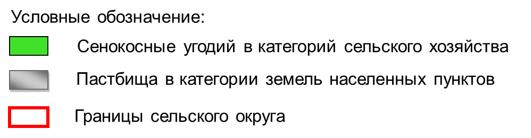 Условные обозначение:
Сенокосные угодий в категорий сельского хозяйства
Пастбища в категории земель населенных пунктов
Границы сельского округа